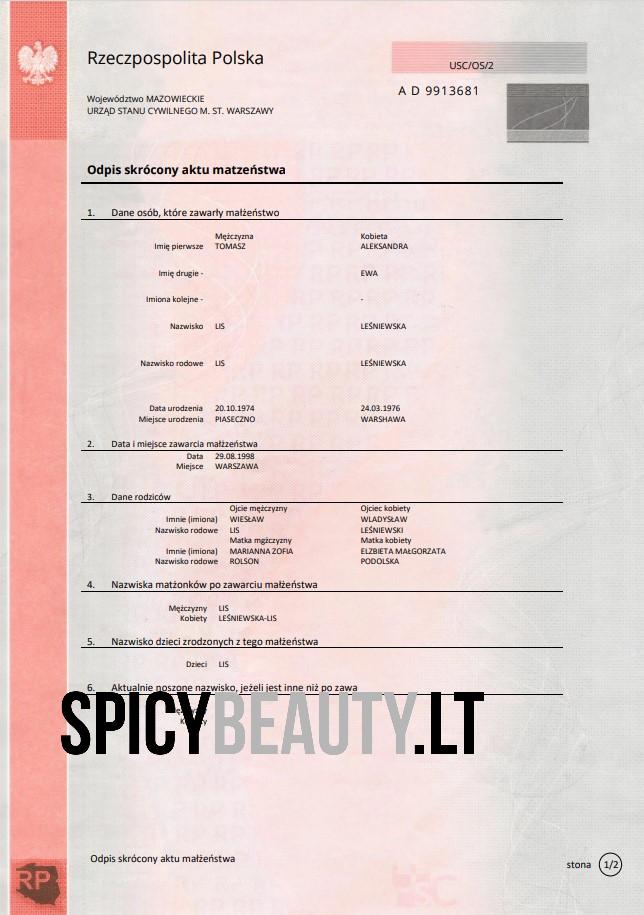 Rzeczpospolita Polska
USC/OS/2
A D 9913681
Województwo MAZOWIECKIE
URZĄD STANU CYWILNEGO M. ST. WARSZAWY
Odpis skrócony aktu matzeństwa
1. Dane osób, które zawarły małżeństwo
Mężczyzna Kobieta
Imię pierwsze TOMASZ ALEKSANDRA
Imię drugie - EWA
Imiona kolejne - -
Nazwisko LIS LEŚNIEWSKA
Nazwisko rodowe LIS LEŚNIEWSKA
Data urodzenia 20.10.1974 24.03.1976
Miejsce urodzenia PIASECZNO WARSHAWA
2. Data i miejsce zawarcia małżzeństwa
Data 29.08.1998
Miejsce WARSZAWA
3. Dane rodziców
Ojcie mężczyzny Ojciec kobiety
Imnie (imiona) WIESŁAW WLADYSŁAW
Nazwisko rodowe LIS LEŚNIEWSKI
Matka mgżczyzny Matka kobiety
Imnie (imiona) MARIANNA ZOFIA ELZBIETA MAŁGORZATA
Nazwisko rodowe ROLSON PODOLSKA
4. Nazwiska matżonków po zawarciu małżeństwa
Mężczyzny LIS
Kobiety LEŚNIEWSKA-LIS
5. Nazwisko dzieci zrodzonych z tego małżeństwa
Dzieci LIS
6. Aktualnie noszone nazwisko, jeżeli jest inne niż po zawa
SPICYBEAUTY.LT
Odpis skrócony aktu małżeństwa
stona 1/2
RP